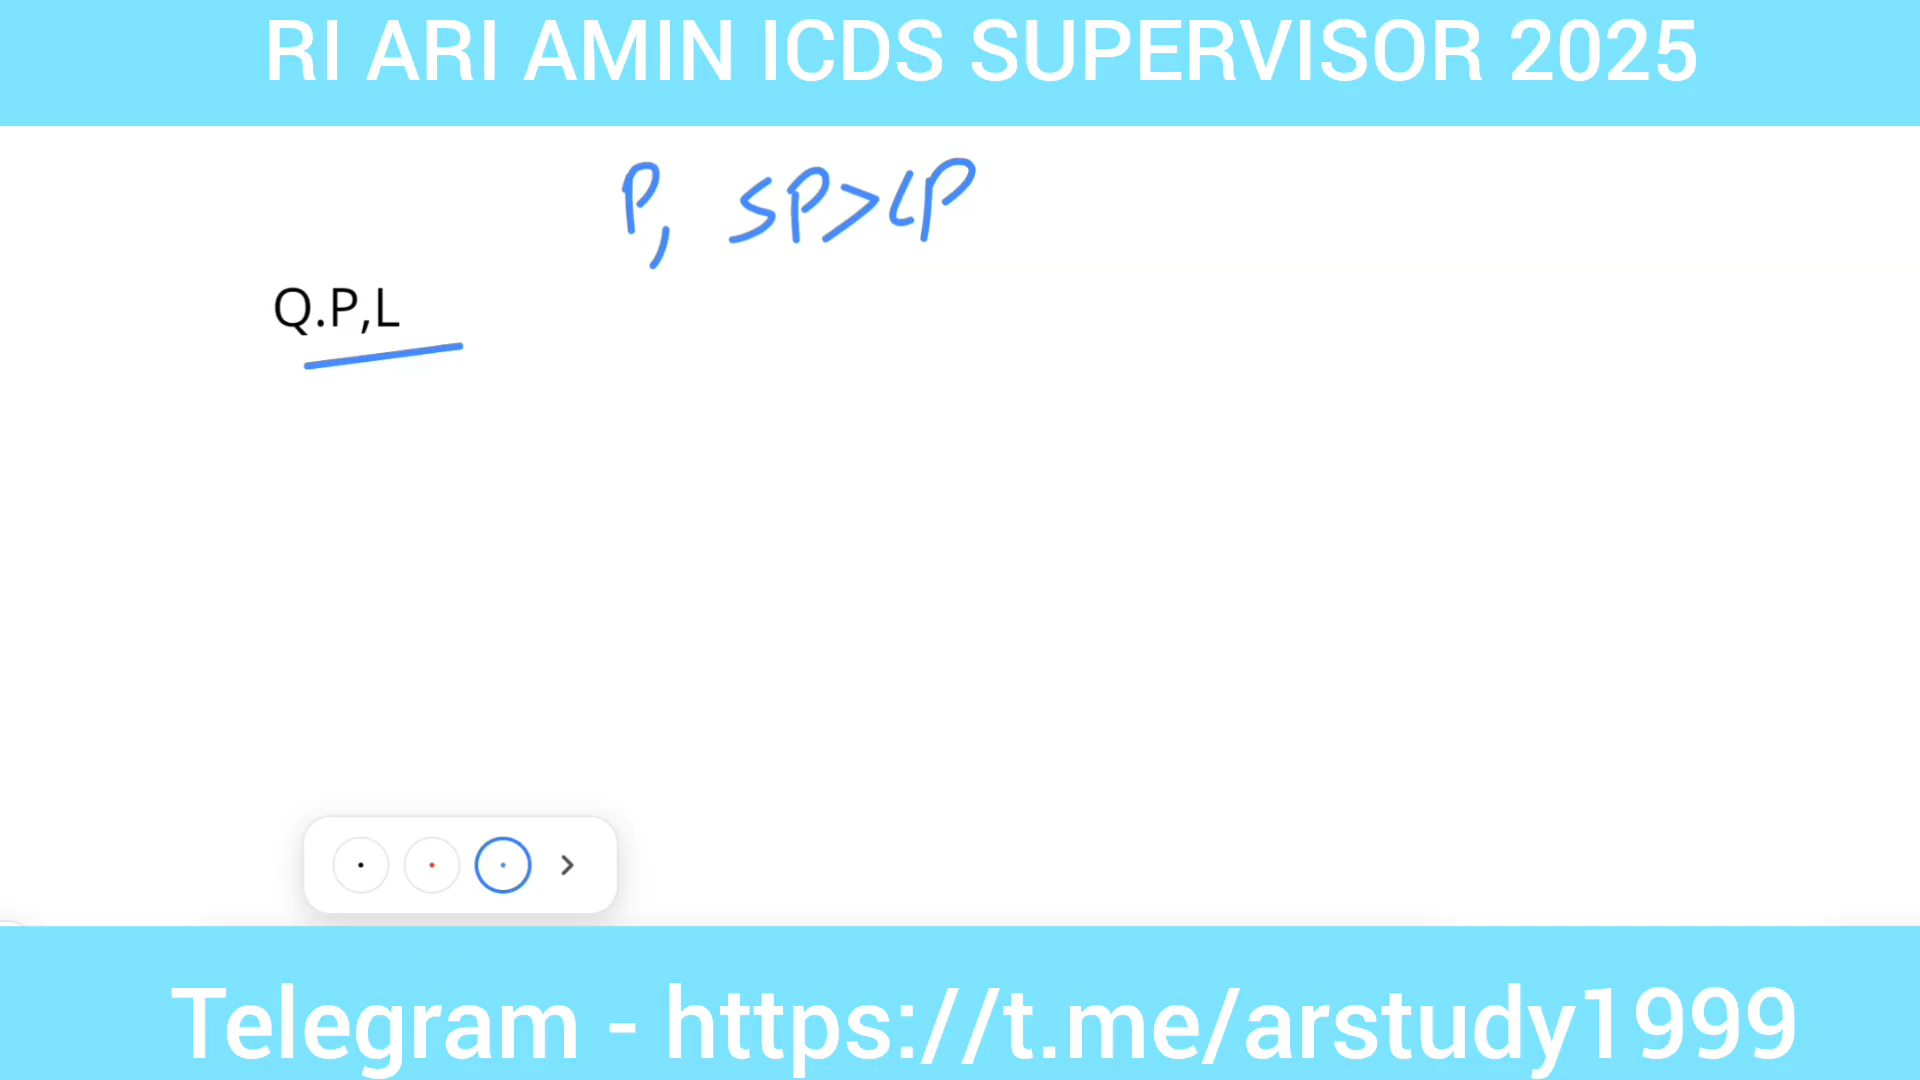 RI ARI AMIN ICDS SUPERVISOR 2025
P, SP>CP
Q.P,L
Telegram - https://t.me/arstudy1999